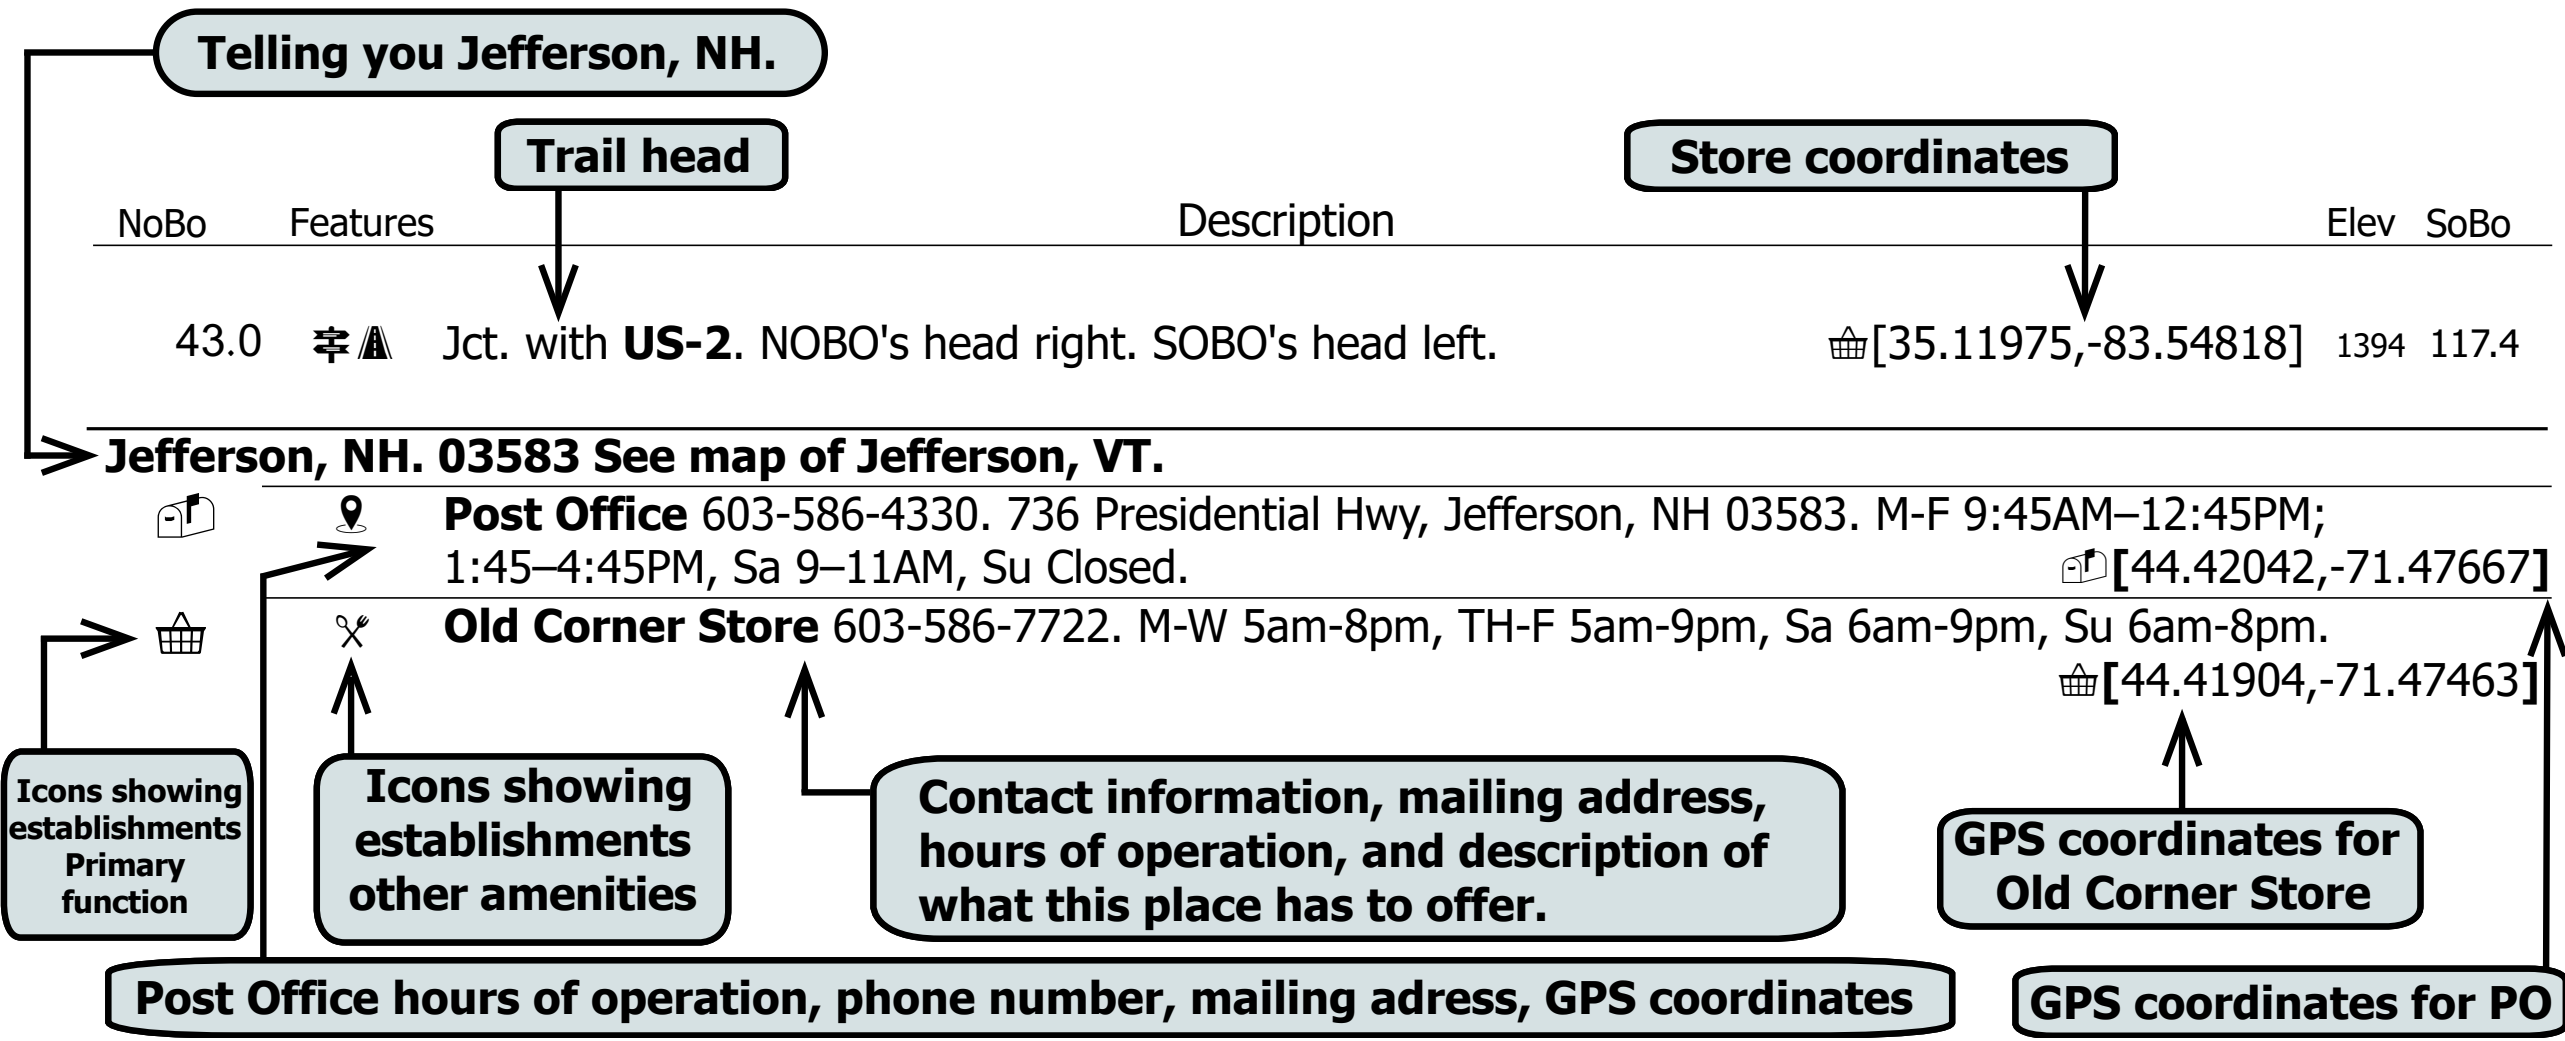 Telling you Jefferson, NH.
Trail head
Store coordinates
NoBo Features Description Elev SoBo
43.0 Jct. with US-2. NOBO's head right. SOBO's head left. [35.11975,-83.54818] 1394 117.4
Jefferson, NH. 03583 See map of Jefferson, VT.
Post Office 603-586-4330. 736 Presidential Hwy, Jefferson, NH 03583. M-F 9:45AM–12:45PM;
1:45–4:45PM, Sa 9–11AM, Su Closed. [44.42042,-71.47667]
Old Corner Store 603-586-7722. M-W 5am-8pm, TH-F 5am-9pm, Sa 6am-9pm, Su 6am-8pm.
[44.41904,-71.47463]
Icons showing
establishments
Primary
function
Icons showing
establishments
other amenities
Contact information, mailing address,
hours of operation, and description of
what this place has to offer.
GPS coordinates for
Old Corner Store
Post Office hours of operation, phone number, mailing adress, GPS coordinates
GPS coordinates for PO